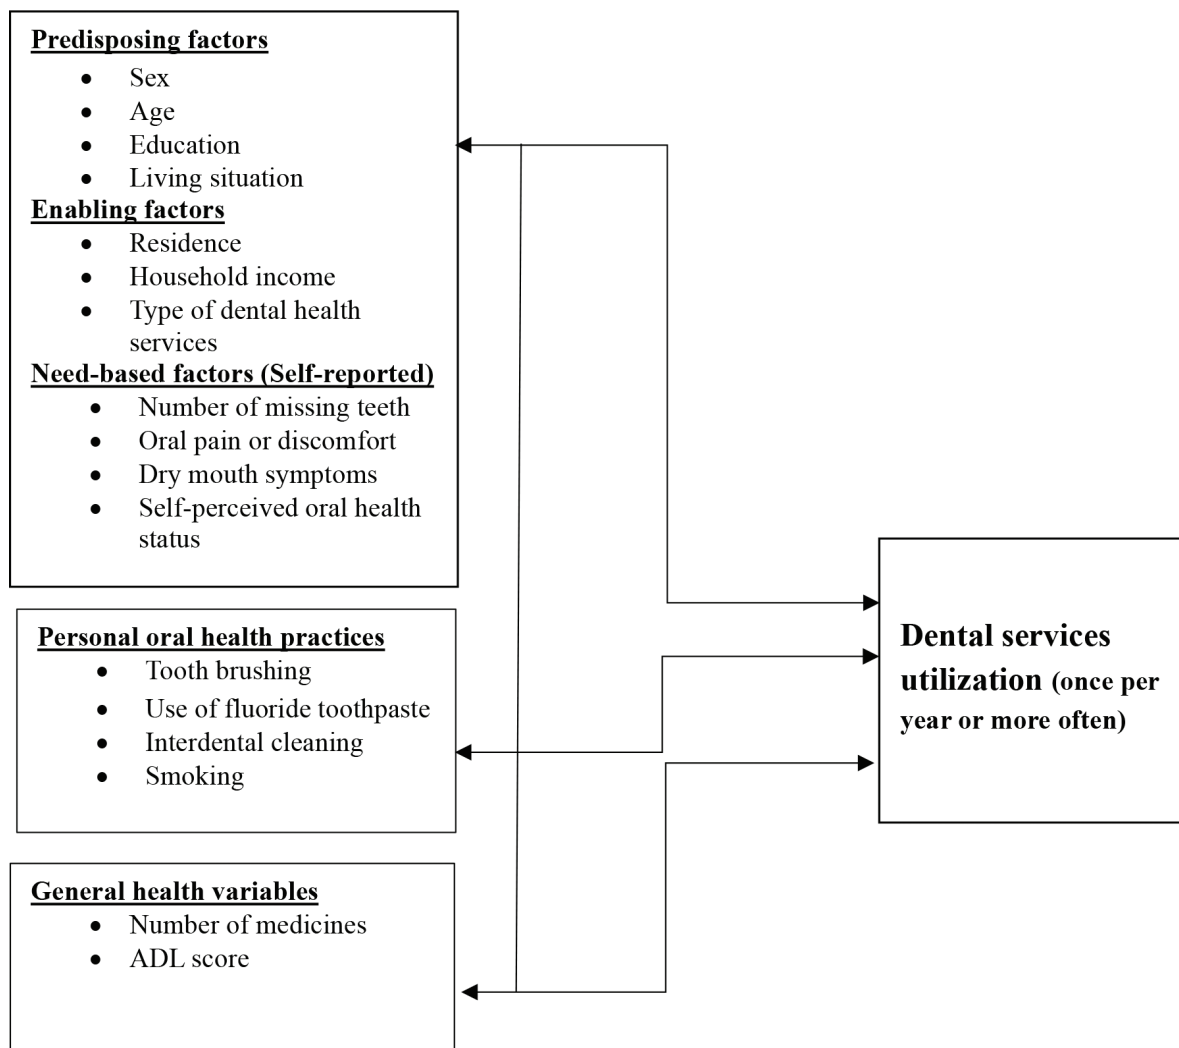 Predisposing factors
• Sex
• Age
• Education
• Living situation
Enabling factors
• Residence
• Household income
• Type of dental health
services
Need-based factors (Self-reported)
• Number of missing teeth
• Oral pain or discomfort
• Dry mouth symptoms
• Self-perceived oral health
status
Personal oral health practices
• Tooth brushing
• Use of fluoride toothpaste
• Interdental cleaning
• Smoking
General health variables
• Number of medicines
• ADL score
Dental services
utilization (once per
year or more often)